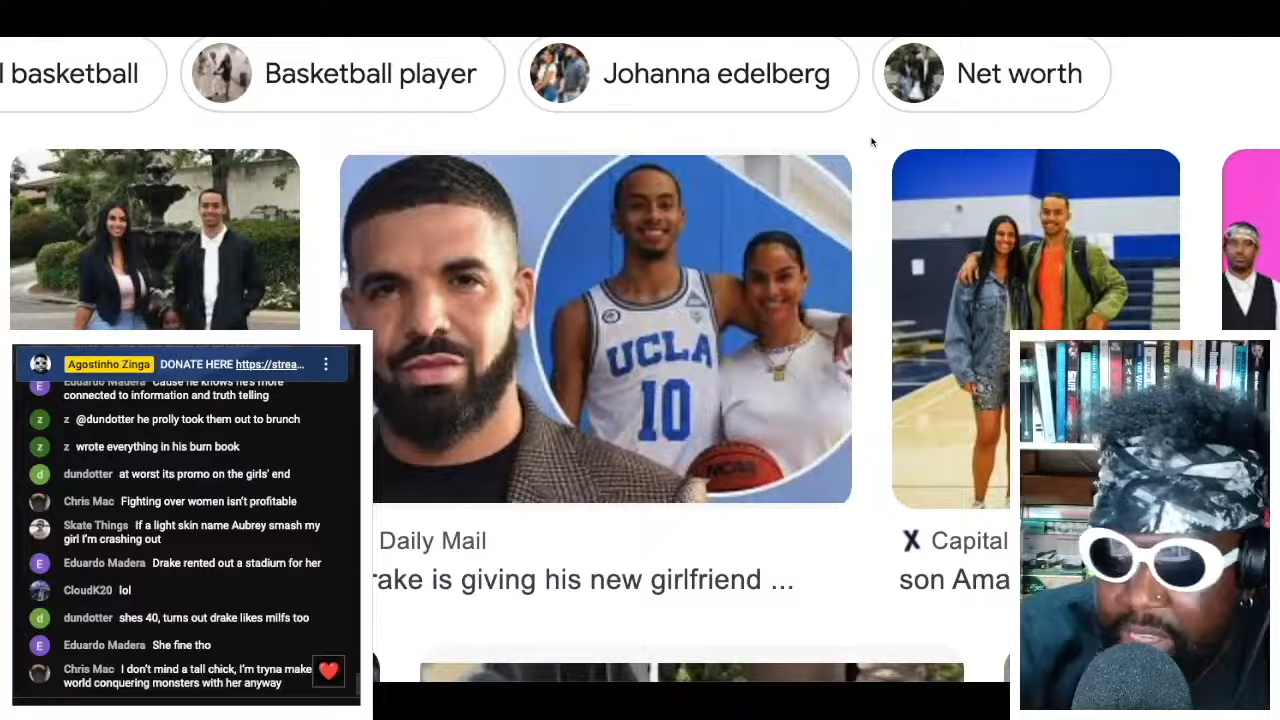 l basketball
Basketball player
Johanna edelberg
Net worth
UCLA
10
NCAA
Daily Mail
rake is giving his new girlfriend ...
X Capital
son Ama
Agostinho Zinga DONATE HERE https://strea...
Eduardo Madera Cause he knows he's more
connected to information and truth telling
z z @dundotter he prolly took them out to brunch
z z wrote everything in his burn book
d dundotter at worst its promo on the girls' end
Chris Mac Fighting over women isn't profitable
Skate Things If a light skin name Aubrey smash my
girl I'm crashing out
E Eduardo Madera Drake rented out a stadium for her
CloudK20 lol
d dundotter shes 40, turns out drake likes milfs too
E Eduardo Madera She fine tho
Chris Mac I don't mind a tall chick, I'm tryna make
world conquering monsters with her anyway